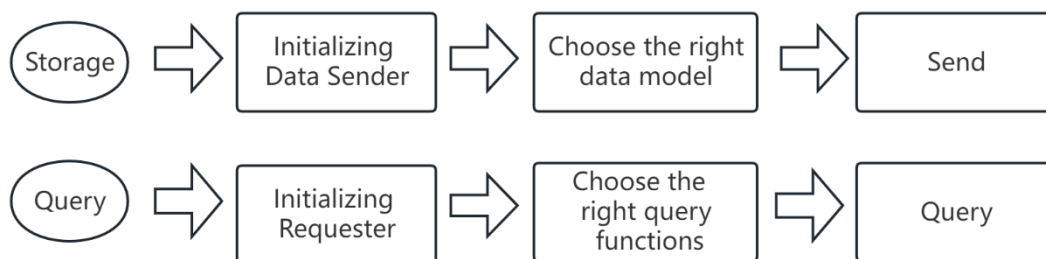 Storage
Initializing
Data Sender
Choose the right
data model
Send
Query
Initializing
Requester
Choose the
right query
functions
Query